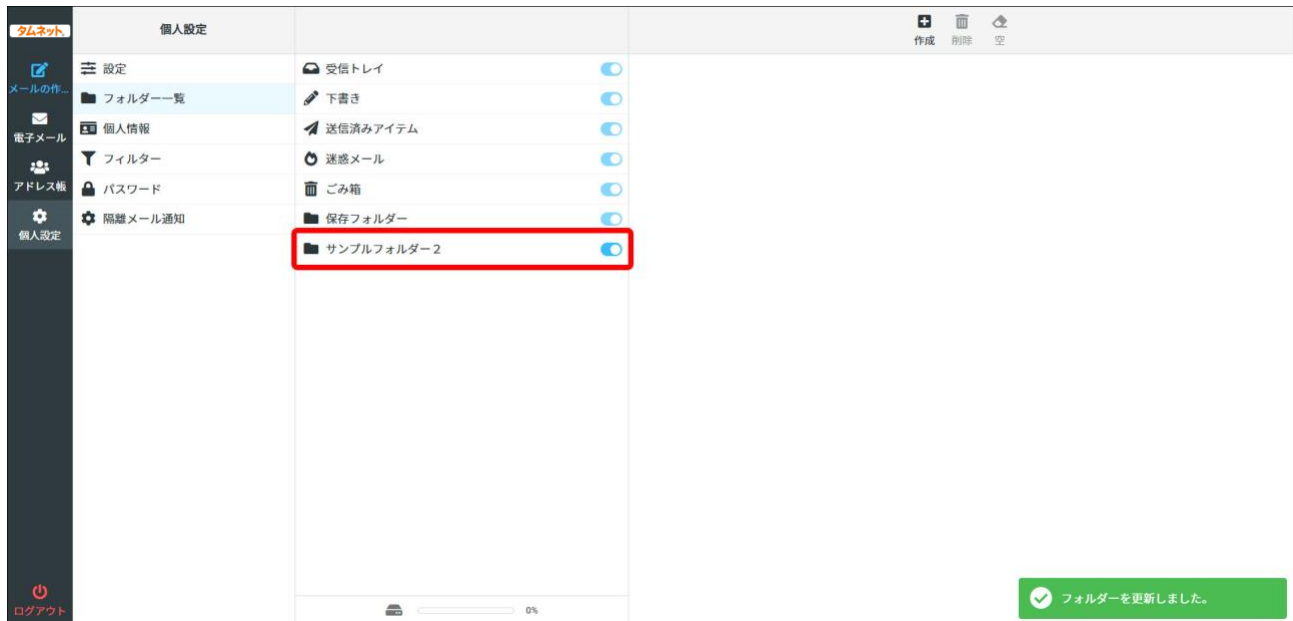 タムネット
個人設定
作成
削除
空
メールの作...
電子メール
アドレス帳
個人設定
ログアウト
設定
フォルダー一覧
個人情報
フィルター
パスワード
隔離メール通知
受信トレイ
下書き
送信済みアイテム
迷惑メール
ごみ箱
保存フォルダー
サンプルフォルダー２
0%
フォルダーを更新しました。